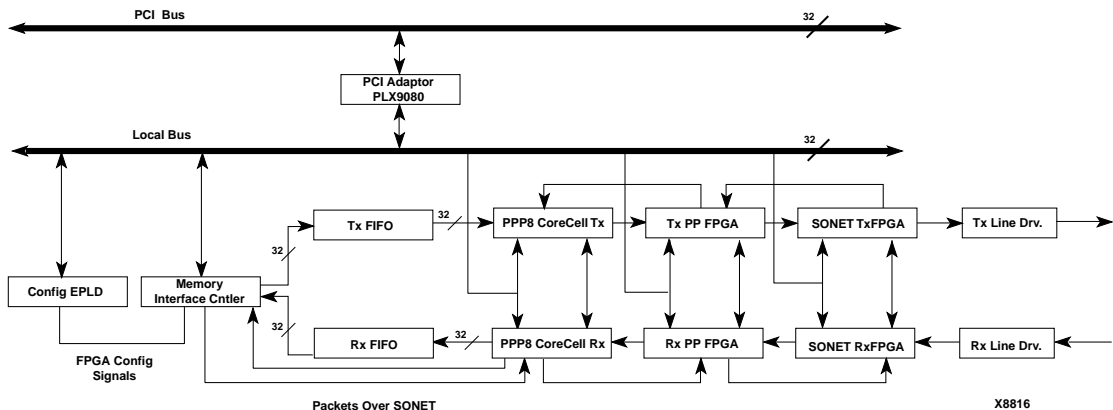 PCI Bus
32
PCI Adaptor
PLX9080
Local Bus
32
Tx FIFO
32
PPP8 CoreCell Tx
Tx PP FPGA
SONET TxFPGA
Tx Line Drv.
32
Config EPLD
Memory
Interface Cntler
32
Rx FIFO
32
PPP8 CoreCell Rx
Rx PP FPGA
SONET RxFPGA
Rx Line Drv.
FPGA Config
Signals
Packets Over SONET
X8816